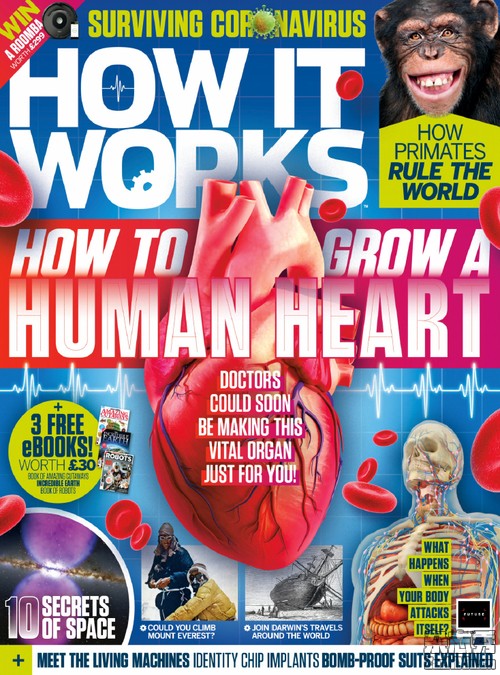 WIN
A ROOMBA
WORTH £299
SURVIVING CORONAVIRUS
HOW IT
WORKS
TM
HOW
PRIMATES
RULE THE
WORLD
HOW TO GROW A
HUMAN HEART
DOCTORS
COULD SOON
BE MAKING THIS
VITAL ORGAN
JUST FOR YOU!
+
3 FREE
eBOOKS!
WORTH £30
BOOK OF AMAZING CUTAWAYS
INCREDIBLE EARTH
BOOK OF ROBOTS
ROBOTS
10 SECRETS
OF SPACE
COULD YOU CLIMB
MOUNT EVEREST?
JOIN DARWIN'S TRAVELS
AROUND THE WORLD
WHAT
HAPPENS
WHEN
YOUR BODY
ATTACKS
ITSELF?
FUTURE
+ MEET THE LIVING MACHINES IDENTITY CHIP IMPLANTS BOMB-PROOF SUITS EXPLAINED